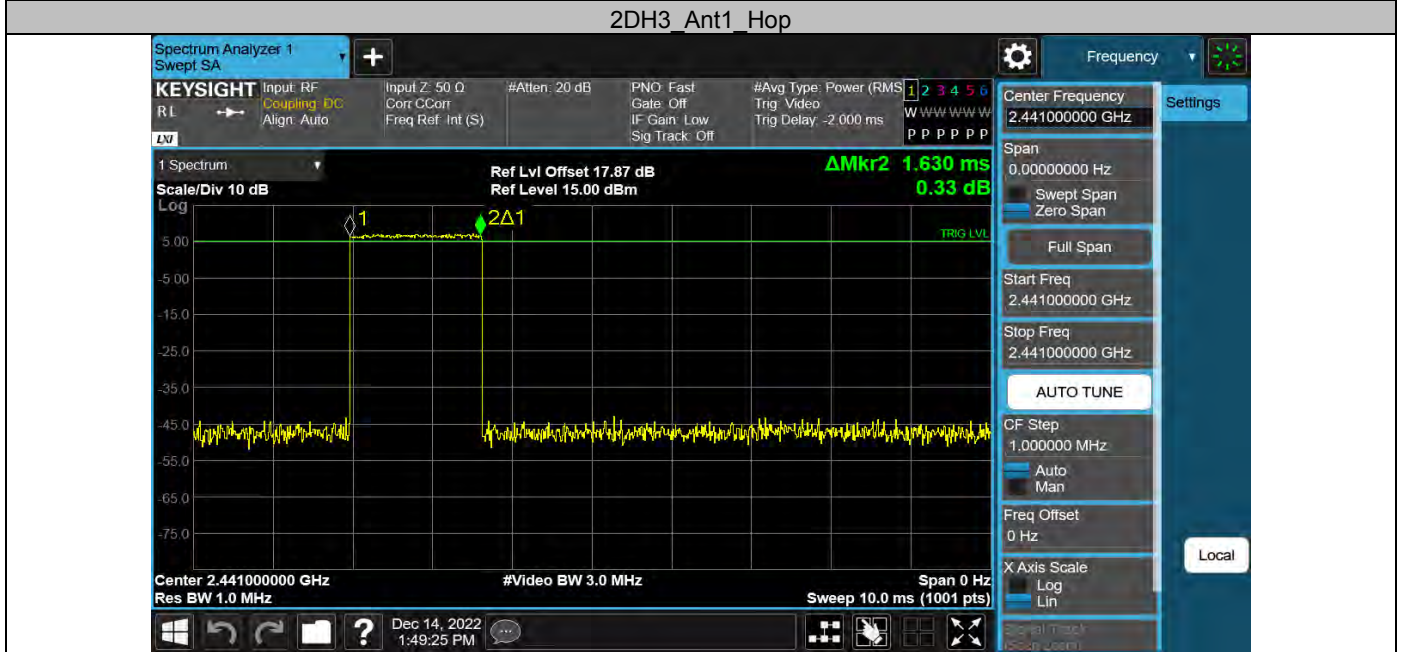 2DH3_Ant1_Hop
Spectrum Analyzer 1
Swept SA
+
Frequency
KEYSIGHT
RL
LXI
Input: RF
Coupling: DC
Align: Auto
Input Z: 50 Ω
Corr CCorr
Freq Ref: Int (S)
#Atten: 20 dB
PNO: Fast
Gate: Off
IF Gain: Low
Sig Track: Off
#Avg Type: Power (RMS
Trig: Video
Trig Delay: -2.000 ms
1 2 3 4 5 6
W W W W W W
P P P P P P
1 Spectrum
Scale/Div 10 dB
Ref Lvl Offset 17.87 dB
Ref Level 15.00 dBm
ΔMkr2 1.630 ms
0.33 dB
Log
1
2Δ1
TRIG LVL
5.00
-5.00
-15.0
-25.0
-35.0
-45.0
-55.0
-65.0
-75.0
Center 2.441000000 GHz
Res BW 1.0 MHz
#Video BW 3.0 MHz
Span 0 Hz
Sweep 10.0 ms (1001 pts)
Center Frequency
2.441000000 GHz
Settings
Span
0.00000000 Hz
Swept Span
Zero Span
Full Span
Start Freq
2.441000000 GHz
Stop Freq
2.441000000 GHz
AUTO TUNE
CF Step
1.000000 MHz
Auto
Man
Freq Offset
0 Hz
X Axis Scale
Log
Lin
Local
Signal Track
(Span Zoom)
?
Dec 14, 2022
1:49:25 PM